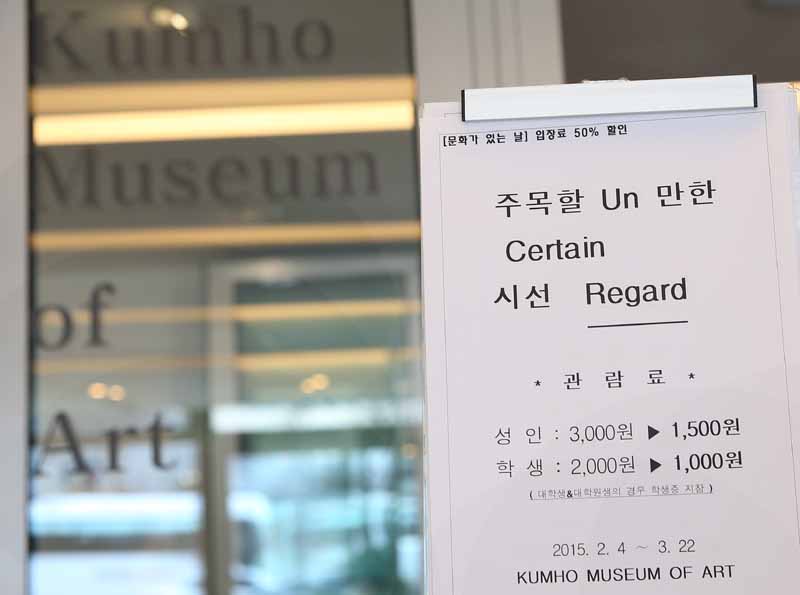 Kumho
Museum
of
Art
[문화가 있는 날] 입장료 50% 할인
주목할 Un 만한
Certain
시선 Regard
* 관 람 료 *
성 인 : 3,000원 ▶ 1,500원
학 생 : 2,000원 ▶ 1,000원
( 대학생&대학원생의 경우 학생증 지참 )
2015. 2. 4 ~ 3. 22
KUMHO MUSEUM OF ART